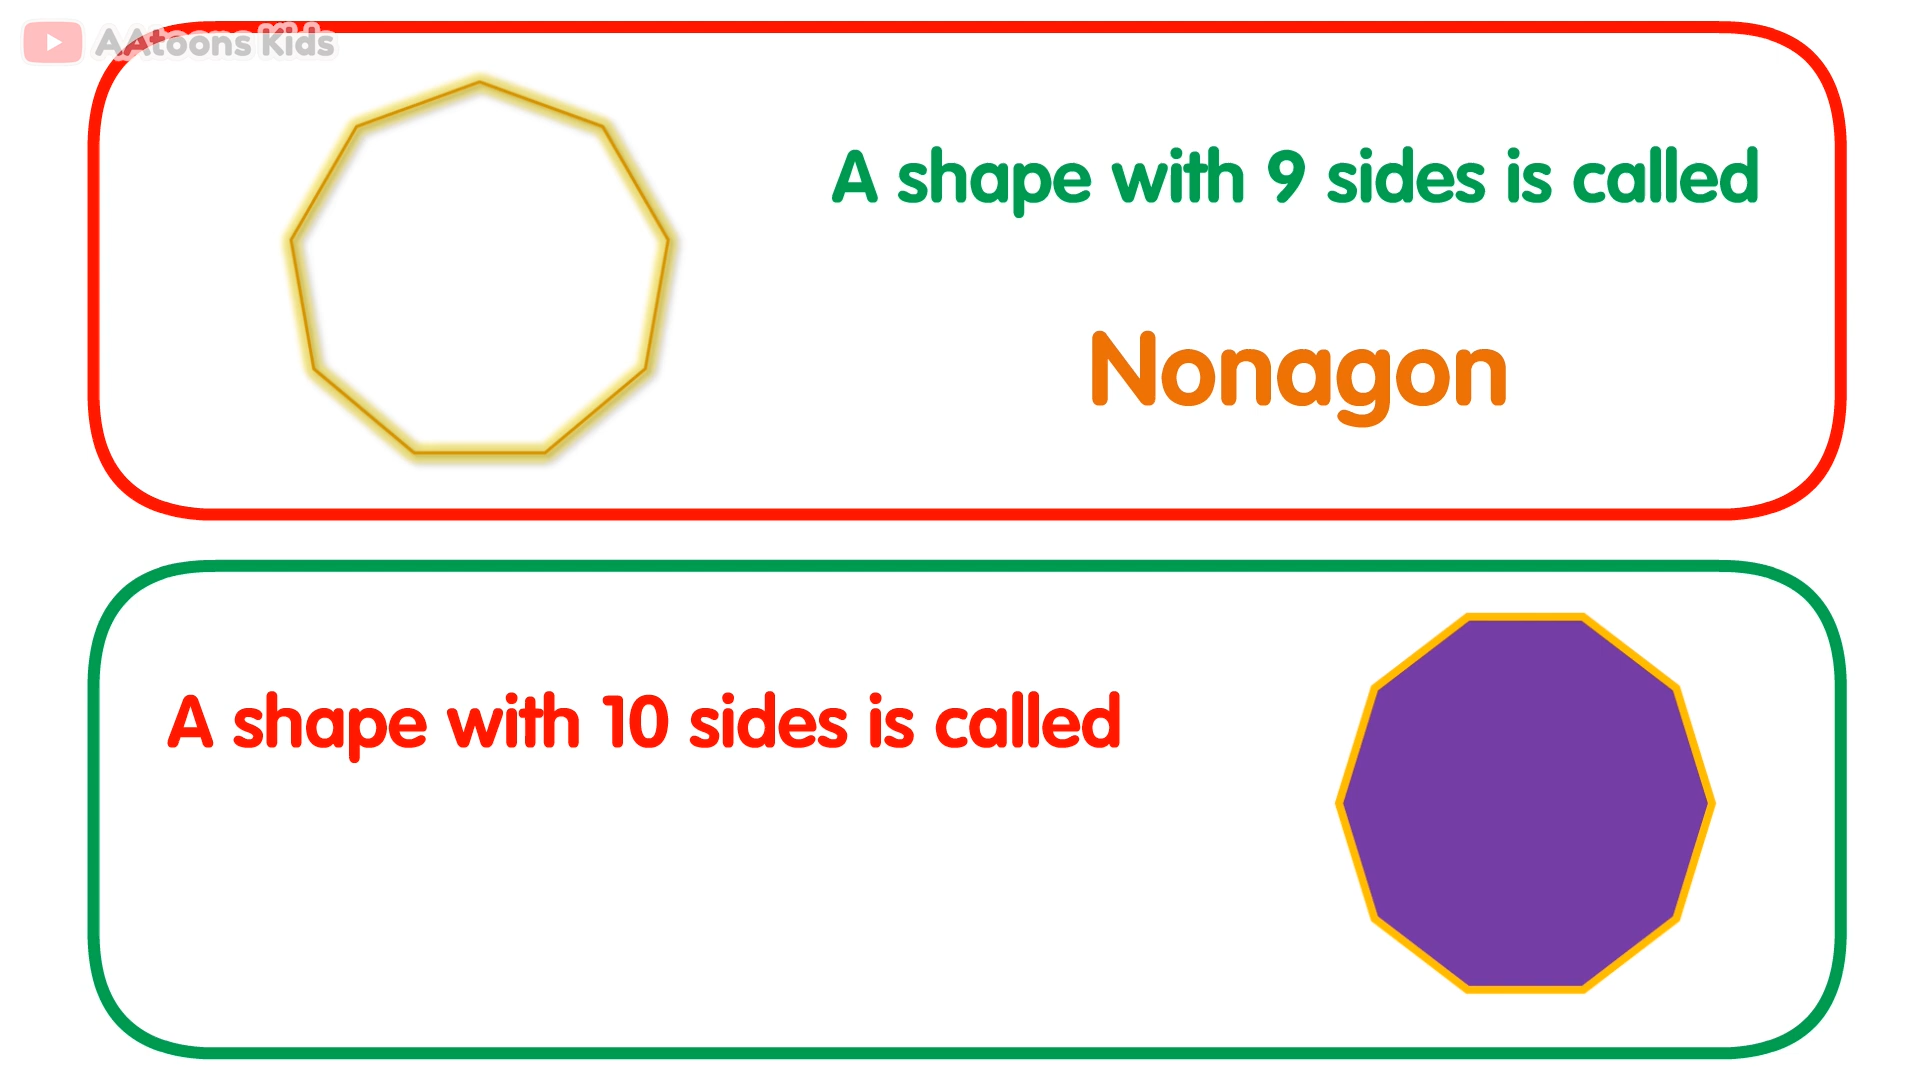 AAtoons Kids
A shape with 9 sides is called
Nonagon
A shape with 10 sides is called